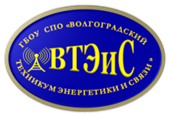 ГБОУ СПО «ВОЛГОГРАДСКИЙ
ВТЭиС
ТЕХНИКУМ ЭНЕРГЕТИКИ И СВЯЗИ»